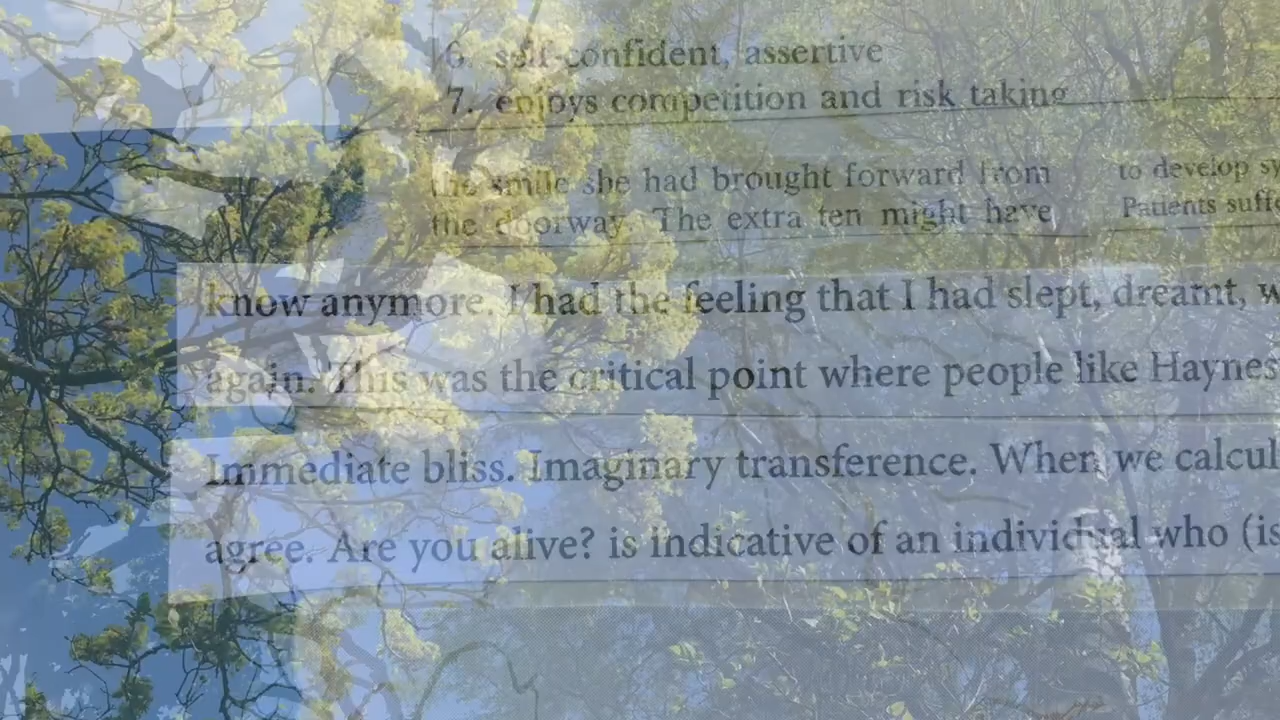 6. self-confident, assertive
7. enjoys competition and risk taking
the smile she had brought forward from
to develop
the doorway. The extra ten might have
Patients
know anymore. I had the feeling that I had slept, dreamt,
again. This was the critical point where people like Haynes
Immediate bliss. Imaginary transference. When we
agree. Are you alive? is indicative of an individual who (is